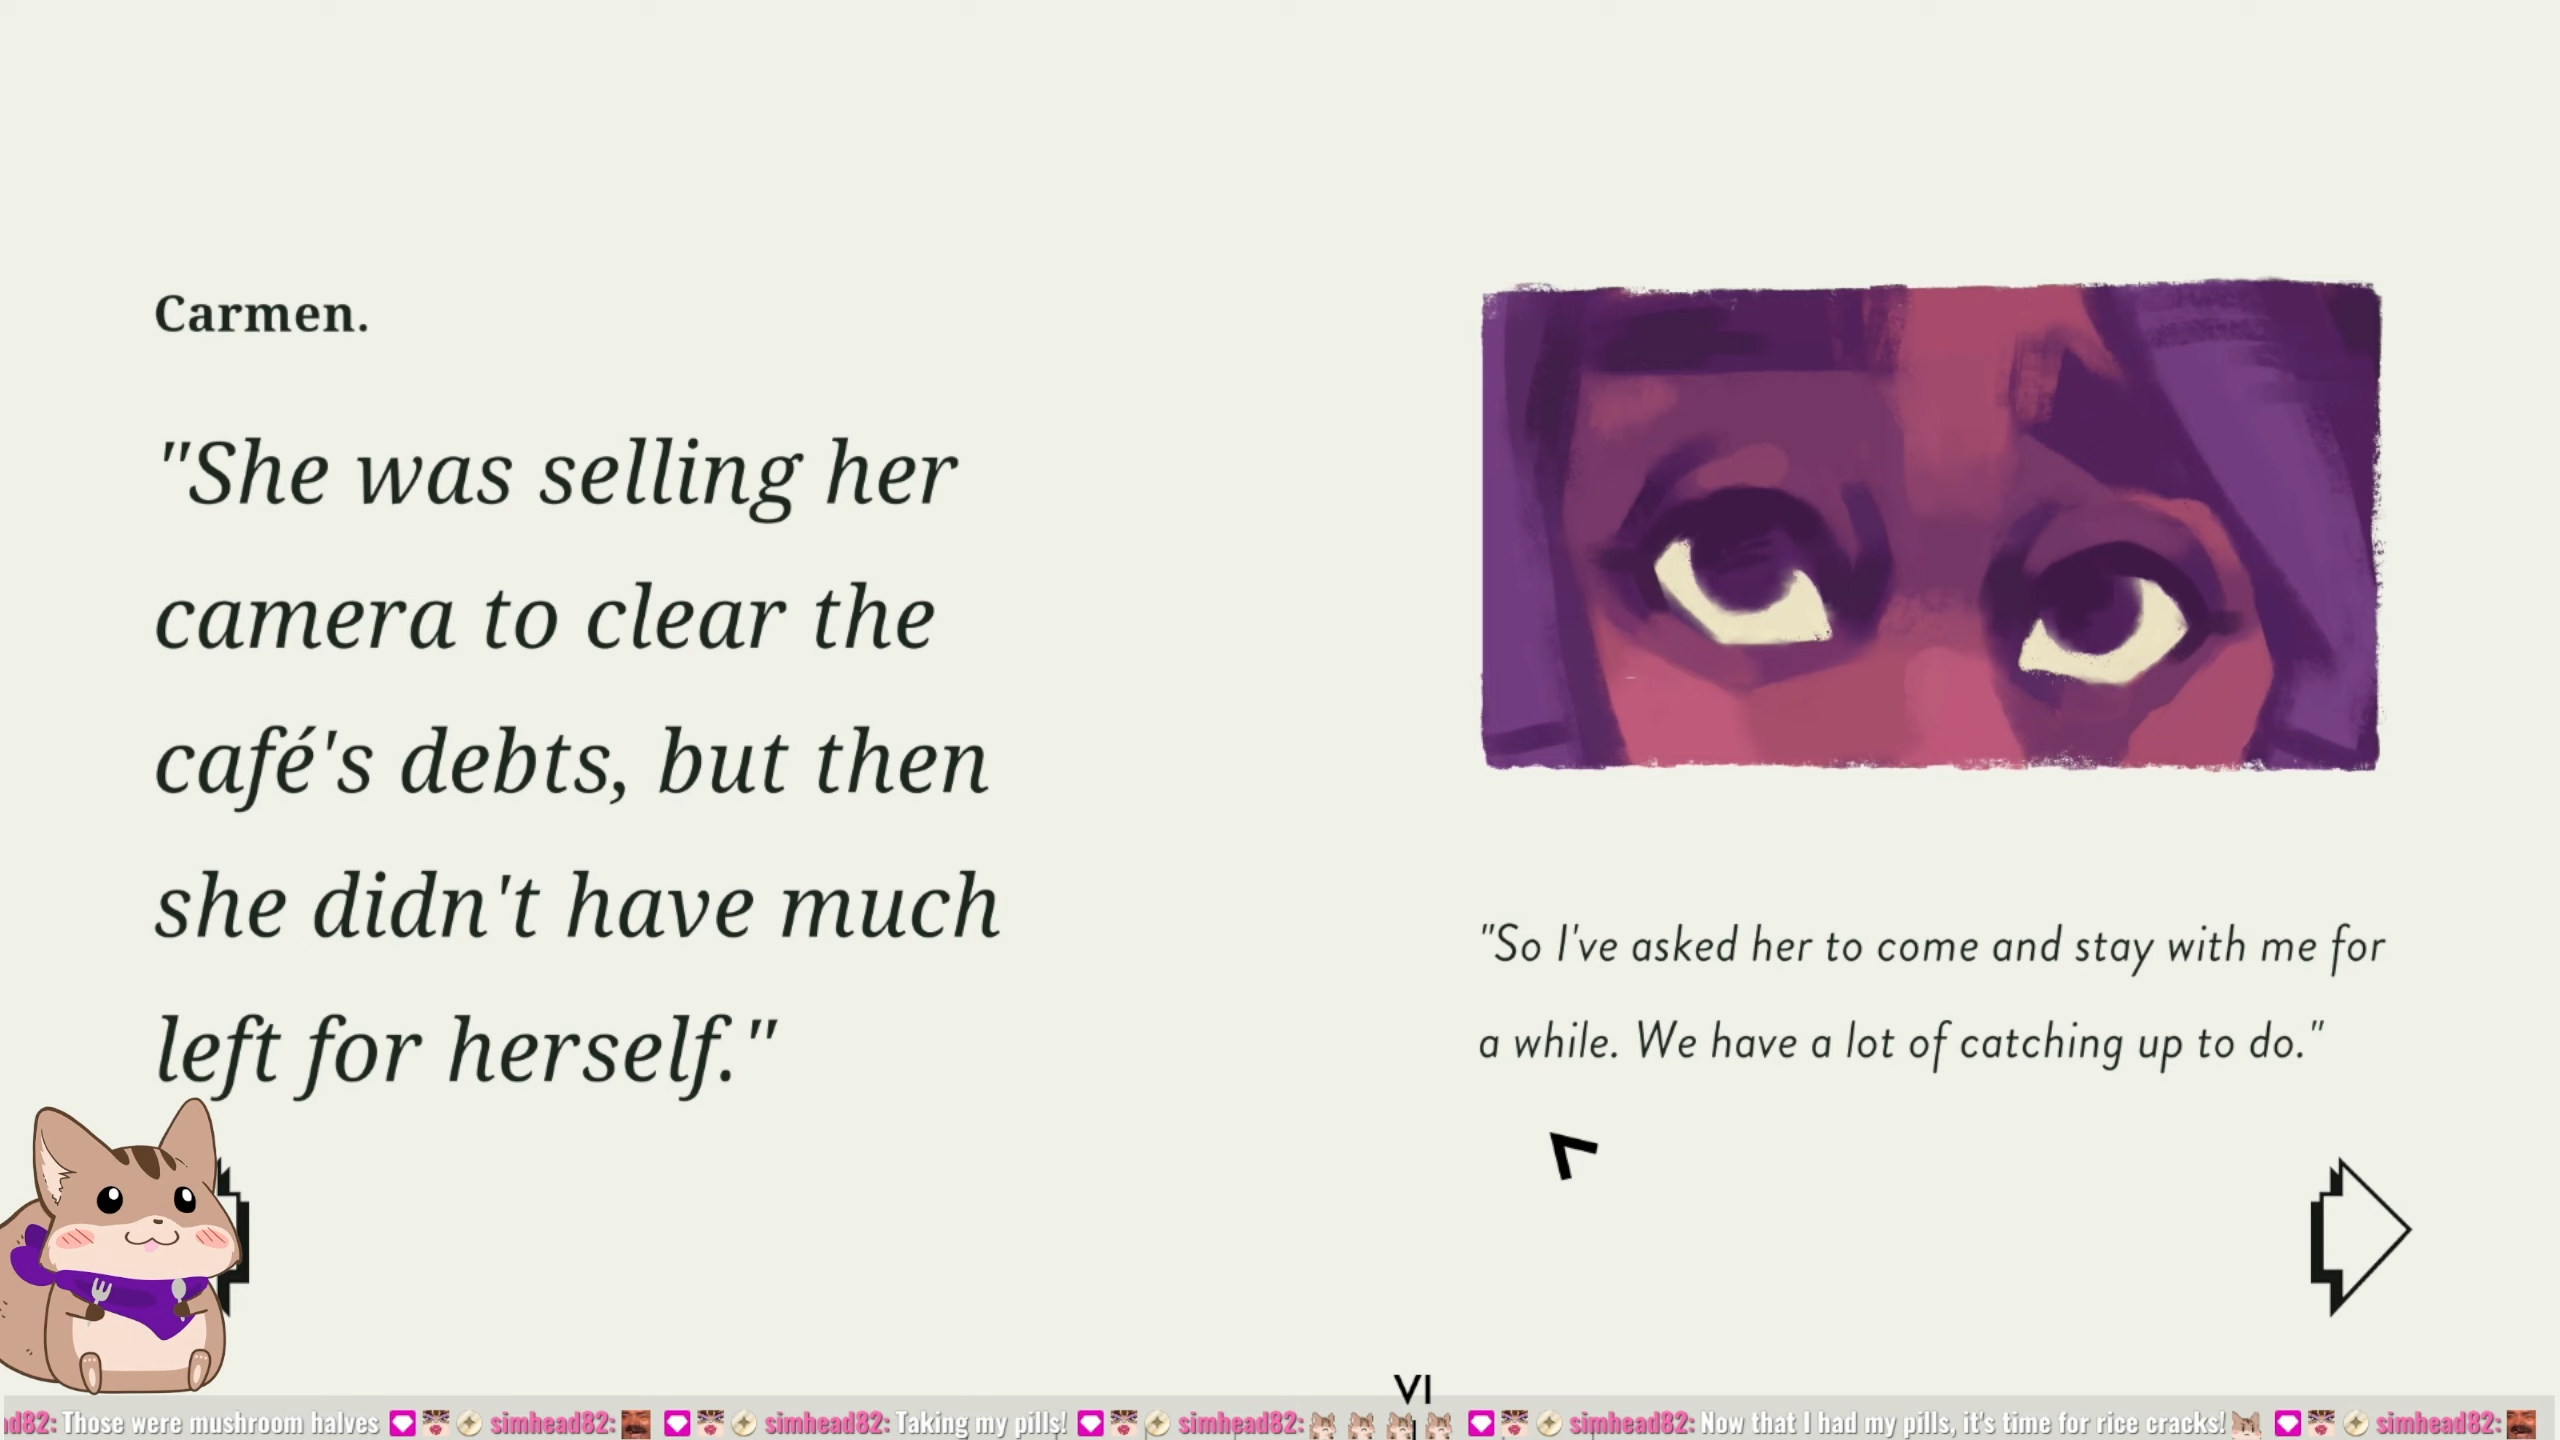 Carmen.
"She was selling her
camera to clear the
café's debts, but then
she didn't have much
left for herself."
"So I've asked her to come and stay with me for
a while. We have a lot of catching up to do."
VI
d82: Those were mushroom halves simhead82: simhead82: Taking my pills! simhead82: simhead82: Now that I had my pills, it's time for rice cracks! simhead82: